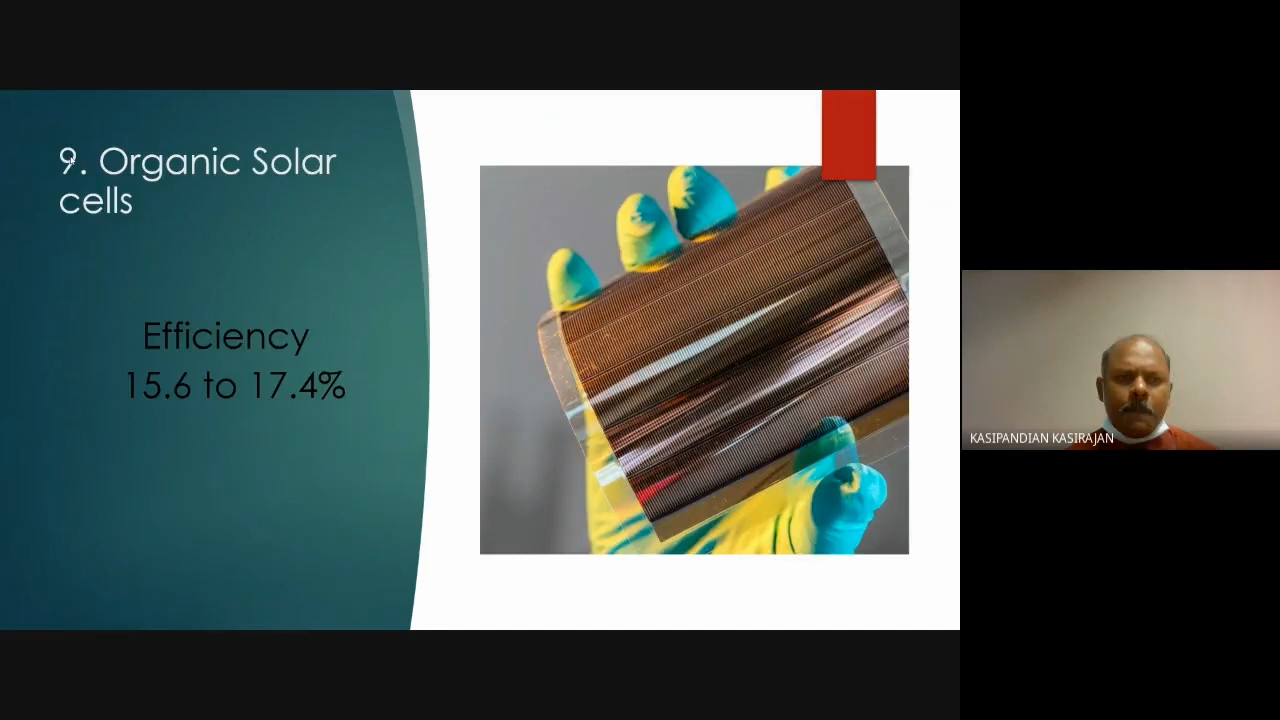 9. Organic Solar
cells
Efficiency
15.6 to 17.4%
KASIPANDIAN KASIRAJAN